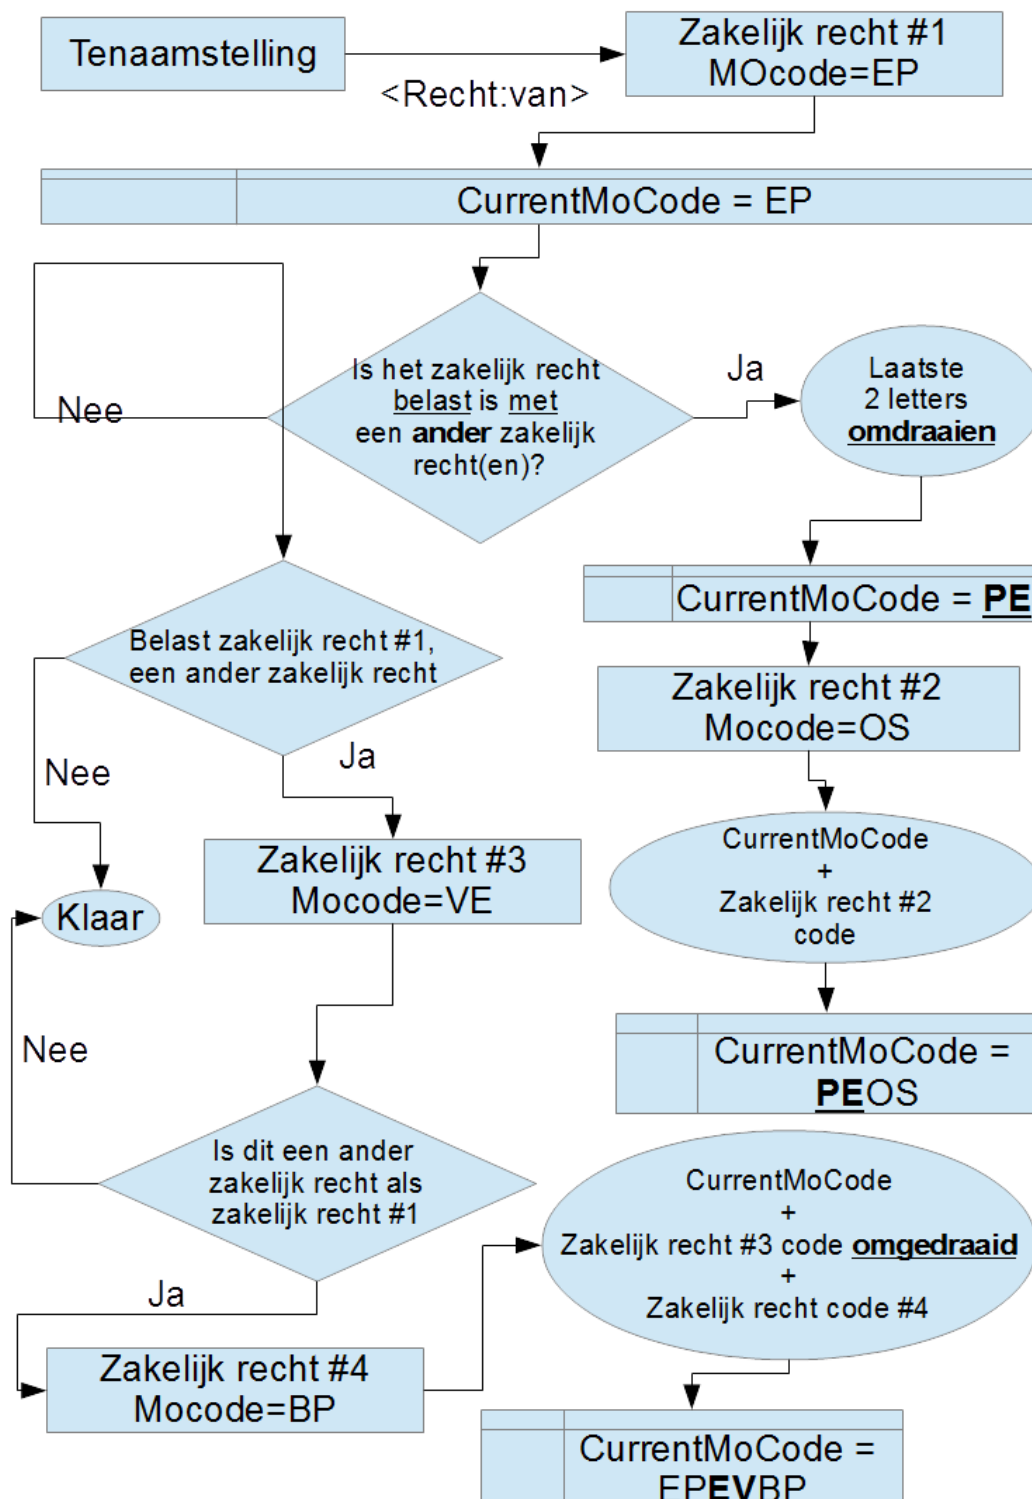 Tenaamstelling
Zakelijk recht #1
MOcode=EP
<Recht:van>
CurrentMoCode = EP
Is het zakelijk recht
belast is met
een ander zakelijk
recht(en)?
Ja
Laatste
2 letters
omdraaien
Nee
CurrentMoCode = PE
Belast zakelijk recht #1,
een ander zakelijk recht
Zakelijk recht #2
Mocode=OS
Nee
Ja
CurrentMoCode
+
Zakelijk recht #2
code
Zakelijk recht #3
Mocode=VE
Klaar
CurrentMoCode =
PEOS
Nee
Is dit een ander
zakelijk recht als
zakelijk recht #1
CurrentMoCode
+
Zakelijk recht #3 code omgedraaid
+
Zakelijk recht code #4
Ja
Zakelijk recht #4
Mocode=BP
CurrentMoCode =
EPEVBP